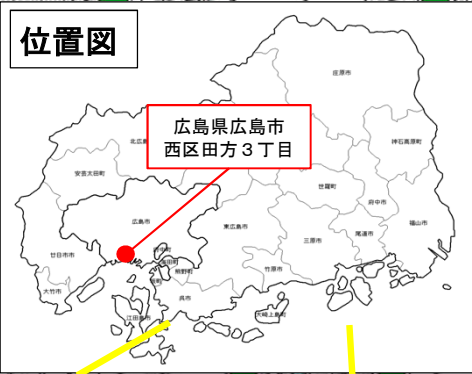 位置図
庄原市
広島県広島市
西区田方３丁目
神石高原町
安芸太田町
世羅町
府中市
広島市
福山市
東広島市
尾道市
三原市
廿日市市
熊野町
竹原市
大竹市
呉市
江田島市
大崎上島町